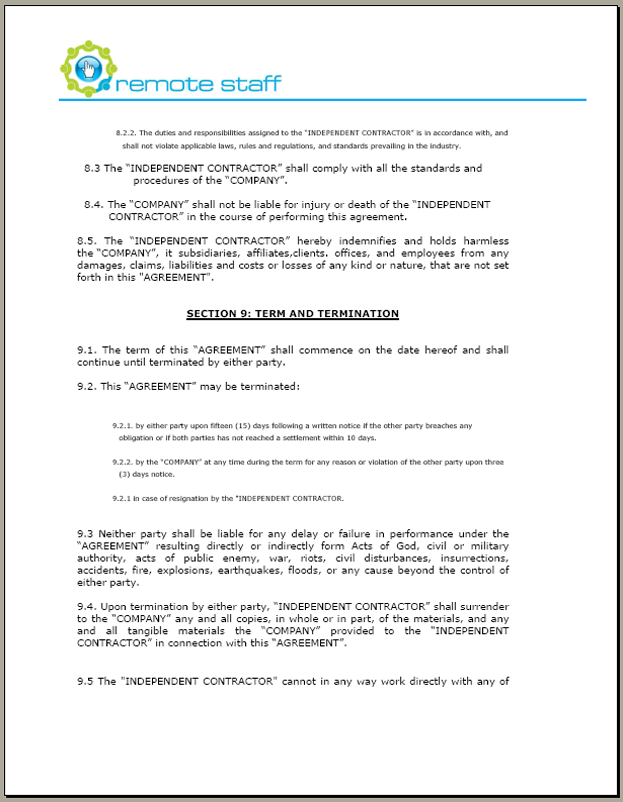 remote staff
8.2.2. The duties and responsibilities assigned to the "INDEPENDENT CONTRACTOR" is in accordance with, and
shall not violate applicable laws, rules and regulations, and standards prevailing in the industry.
8.3 The "INDEPENDENT CONTRACTOR" shall comply with all the standards and
procedures of the "COMPANY".
8.4. The "COMPANY" shall not be liable for injury or death of the "INDEPENDENT
CONTRACTOR" in the course of performing this agreement.
8.5. The "INDEPENDENT CONTRACTOR" hereby indemnifies and holds harmless
the "COMPANY", it subsidiaries, affiliates,clients. offices, and employees from any
damages, claims, liabilities and costs or losses of any kind or nature, that are not set
forth in this "AGREEMENT".
SECTION 9: TERM AND TERMINATION
9.1. The term of this "AGREEMENT" shall commence on the date hereof and shall
continue until terminated by either party.
9.2. This "AGREEMENT" may be terminated:
9.2.1. by either party upon fifteen (15) days following a written notice if the other party breaches any
obligation or if both parties has not reached a settlement within 10 days.
9.2.2. by the "COMPANY" at any time during the term for any reason or violation of the other party upon three
(3) days notice.
9.2.1 in case of resignation by the "INDEPENDENT CONTRACTOR.
9.3 Neither party shall be liable for any delay or failure in performance under the
"AGREEMENT" resulting directly or indirectly form Acts of God, civil or military
authority, acts of public enemy, war, riots, civil disturbances, insurrections,
accidents, fire, explosions, earthquakes, floods, or any cause beyond the control of
either party.
9.4. Upon termination by either party, "INDEPENDENT CONTRACTOR" shall surrender
to the "COMPANY" any and all copies, in whole or in part, of the materials, and any
and all tangible materials the "COMPANY" provided to the "INDEPENDENT
CONTRACTOR" in connection with this "AGREEMENT".
9.5 The "INDEPENDENT CONTRACTOR" cannot in any way work directly with any of